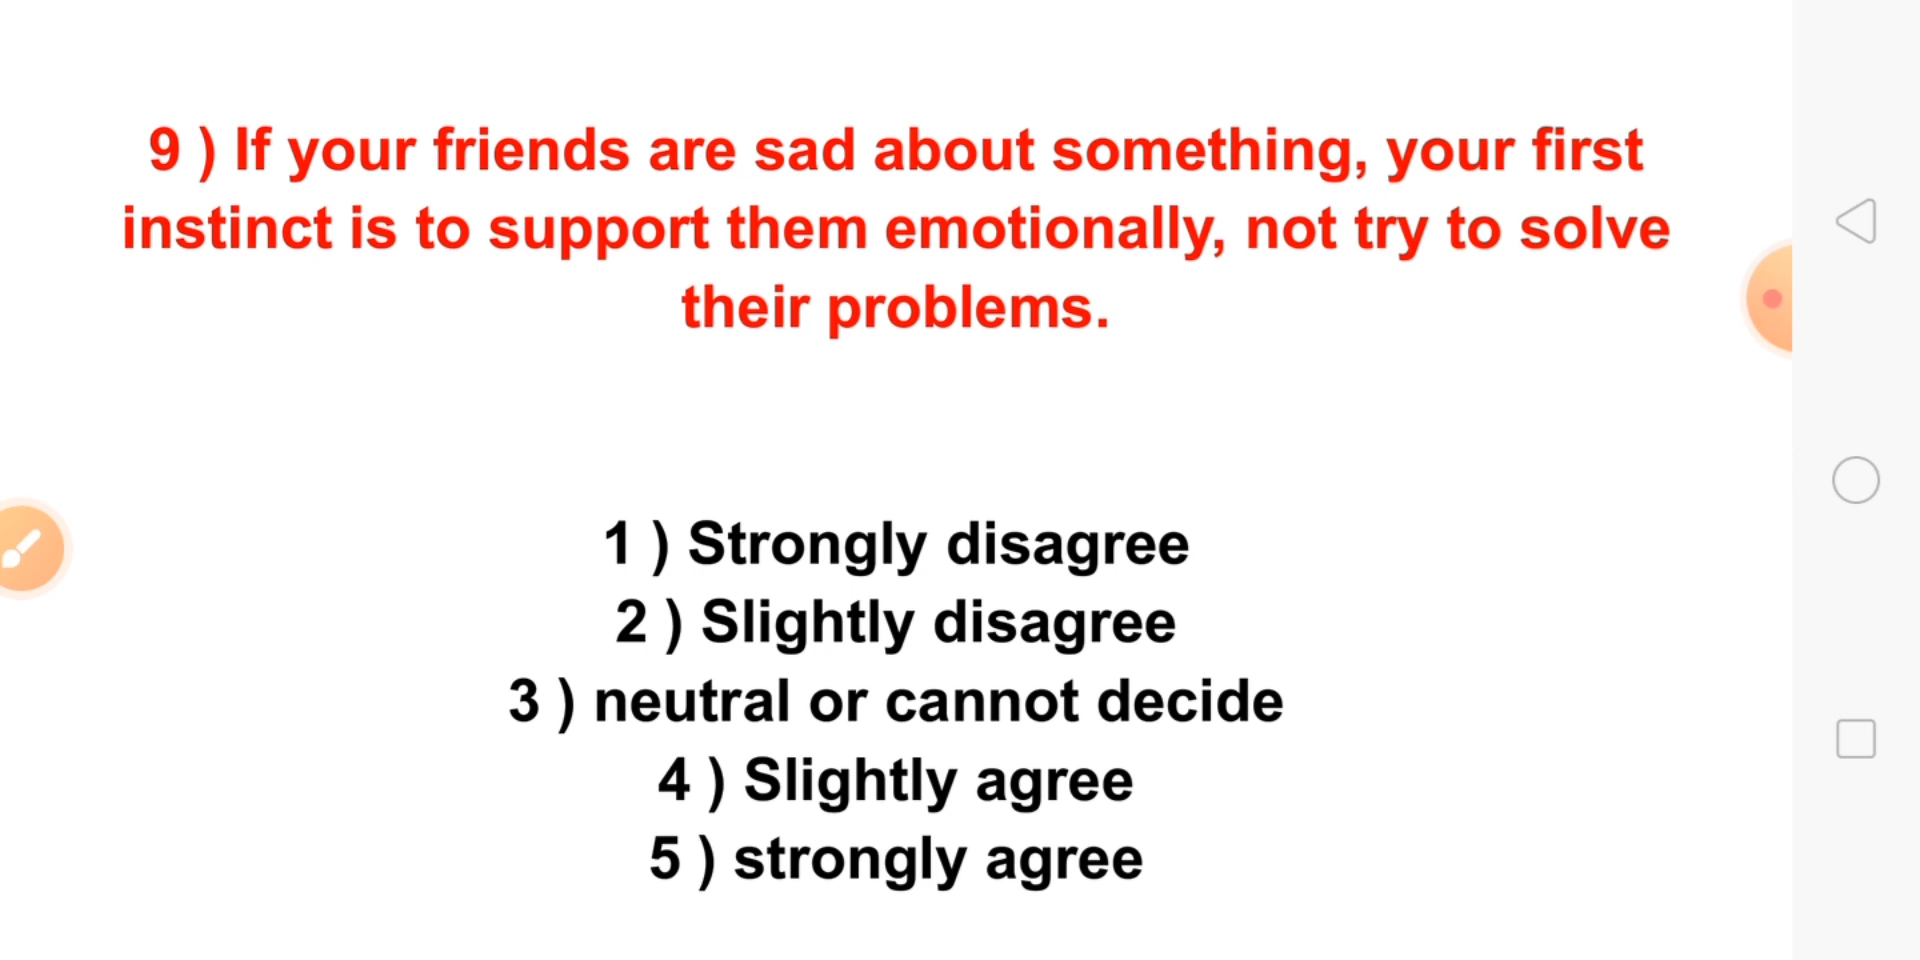 9 ) If your friends are sad about something, your first
instinct is to support them emotionally, not try to solve
their problems.
1 ) Strongly disagree
2 ) Slightly disagree
3 ) neutral or cannot decide
4 ) Slightly agree
5 ) strongly agree